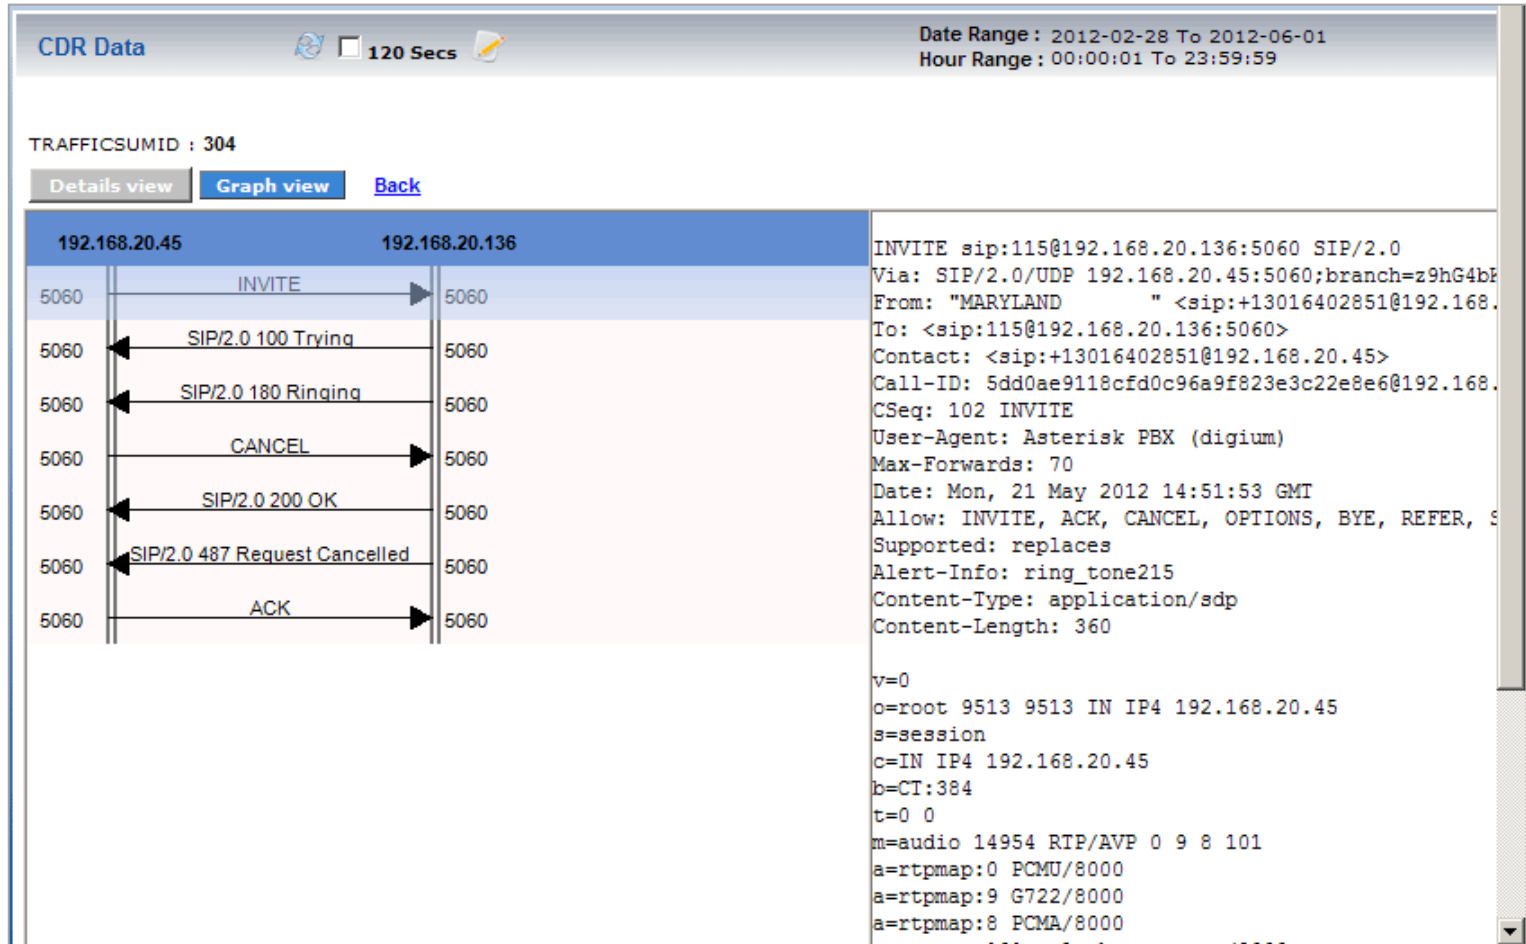 CDR Data 120 Secs Date Range : 2012-02-28 To 2012-06-01
Hour Range : 00:00:01 To 23:59:59
TRAFFICSUMID : 304
Details view Graph view Back
192.168.20.45 192.168.20.136
5060 INVITE 5060
5060 SIP/2.0 100 Trying 5060
5060 SIP/2.0 180 Ringing 5060
5060 CANCEL 5060
5060 SIP/2.0 200 OK 5060
5060 SIP/2.0 487 Request Cancelled 5060
5060 ACK 5060
INVITE sip:115@192.168.20.136:5060 SIP/2.0
Via: SIP/2.0/UDP 192.168.20.45:5060;branch=z9hG4bK
From: "MARYLAND " <sip:+13016402851@192.168.
To: <sip:115@192.168.20.136:5060>
Contact: <sip:+13016402851@192.168.20.45>
Call-ID: 5dd0ae9118cfd0c96a9f823e3c22e8e6@192.168.
CSeq: 102 INVITE
User-Agent: Asterisk PBX (digium)
Max-Forwards: 70
Date: Mon, 21 May 2012 14:51:53 GMT
Allow: INVITE, ACK, CANCEL, OPTIONS, BYE, REFER, S
Supported: replaces
Alert-Info: ring_tone215
Content-Type: application/sdp
Content-Length: 360
v=0
o=root 9513 9513 IN IP4 192.168.20.45
s=session
c=IN IP4 192.168.20.45
b=CT:384
t=0 0
m=audio 14954 RTP/AVP 0 9 8 101
a=rtpmap:0 PCMU/8000
a=rtpmap:9 G722/8000
a=rtpmap:8 PCMA/8000